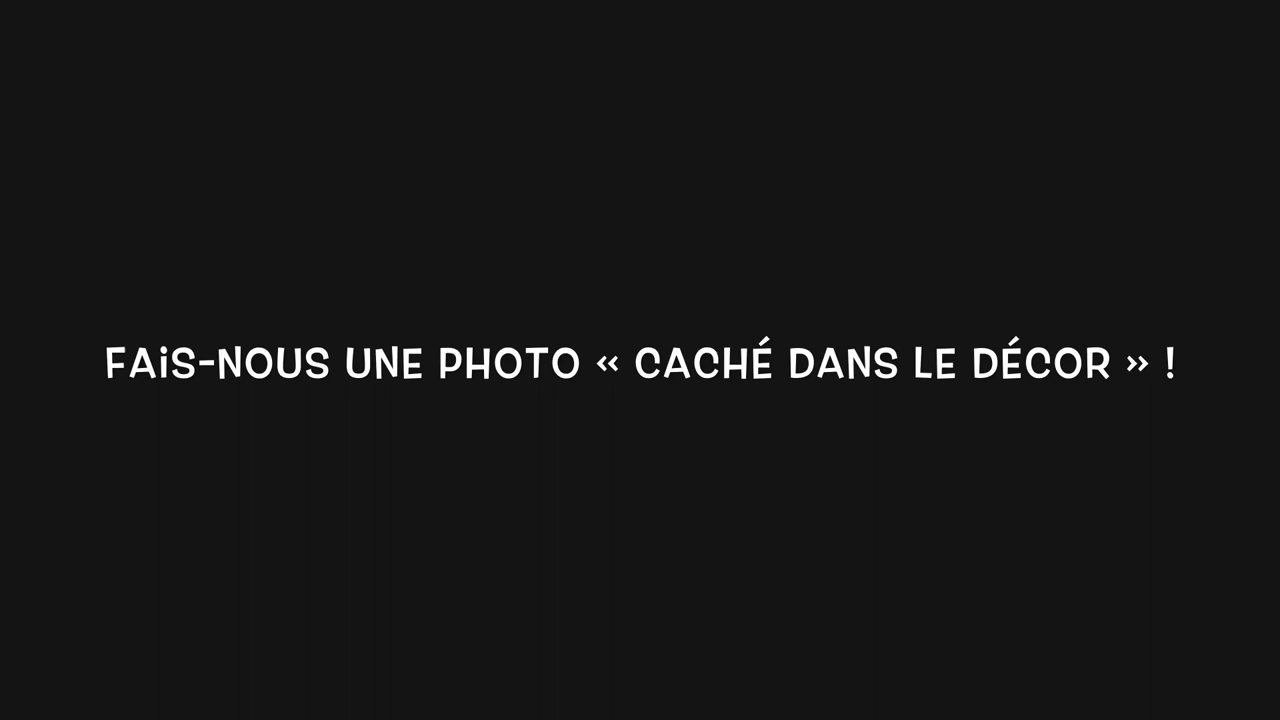 FAiS-NOUS UNE PHOTO « CACHÉ DANS LE DÉCOR » !